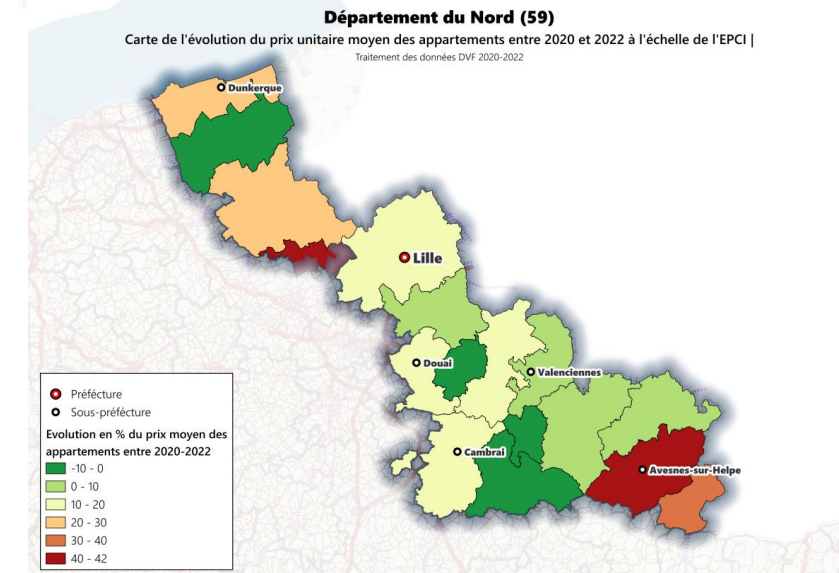 Département du Nord (59)
Carte de l'évolution du prix unitaire moyen des appartements entre 2020 et 2022 à l'échelle de l'EPCI |
Traitement des données DVF 2020-2022
Dunkerque
Lille
Douai
Valenciennes
Cambrai
Avesnes-sur-Helpe
Préfécture
Sous-préfécture
Evolution en % du prix moyen des
appartements entre 2020-2022
-10 - 0
0 - 10
10 - 20
20 - 30
30 - 40
40 - 42